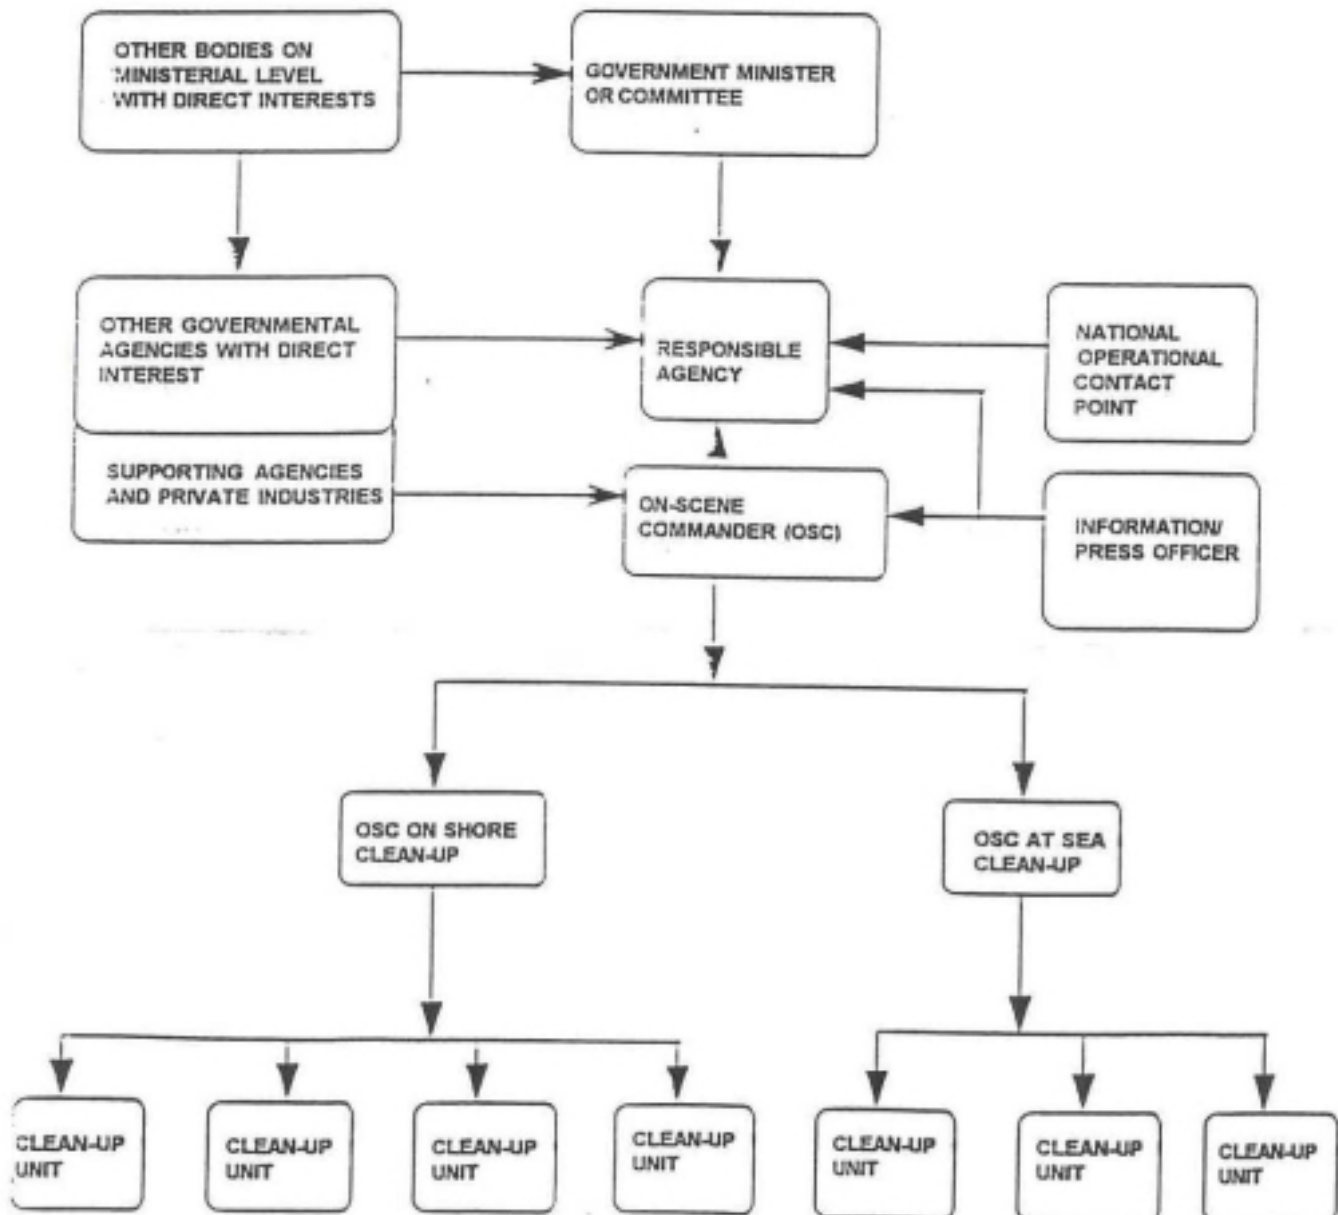 OTHER BODIES ON
MINISTERIAL LEVEL
WITH DIRECT INTERESTS
GOVERNMENT MINISTER
OR COMMITTEE
OTHER GOVERNMENTAL
AGENCIES WITH DIRECT
INTEREST
RESPONSIBLE
AGENCY
NATIONAL
OPERATIONAL
CONTACT
POINT
SUPPORTING AGENCIES
AND PRIVATE INDUSTRIES
ON-SCENE
COMMANDER (OSC)
INFORMATION/
PRESS OFFICER
OSC ON SHORE
CLEAN-UP
OSC AT SEA
CLEAN-UP
CLEAN-UP
UNIT
CLEAN-UP
UNIT
CLEAN-UP
UNIT
CLEAN-UP
UNIT
CLEAN-UP
UNIT
CLEAN-UP
UNIT
CLEAN-UP
UNIT